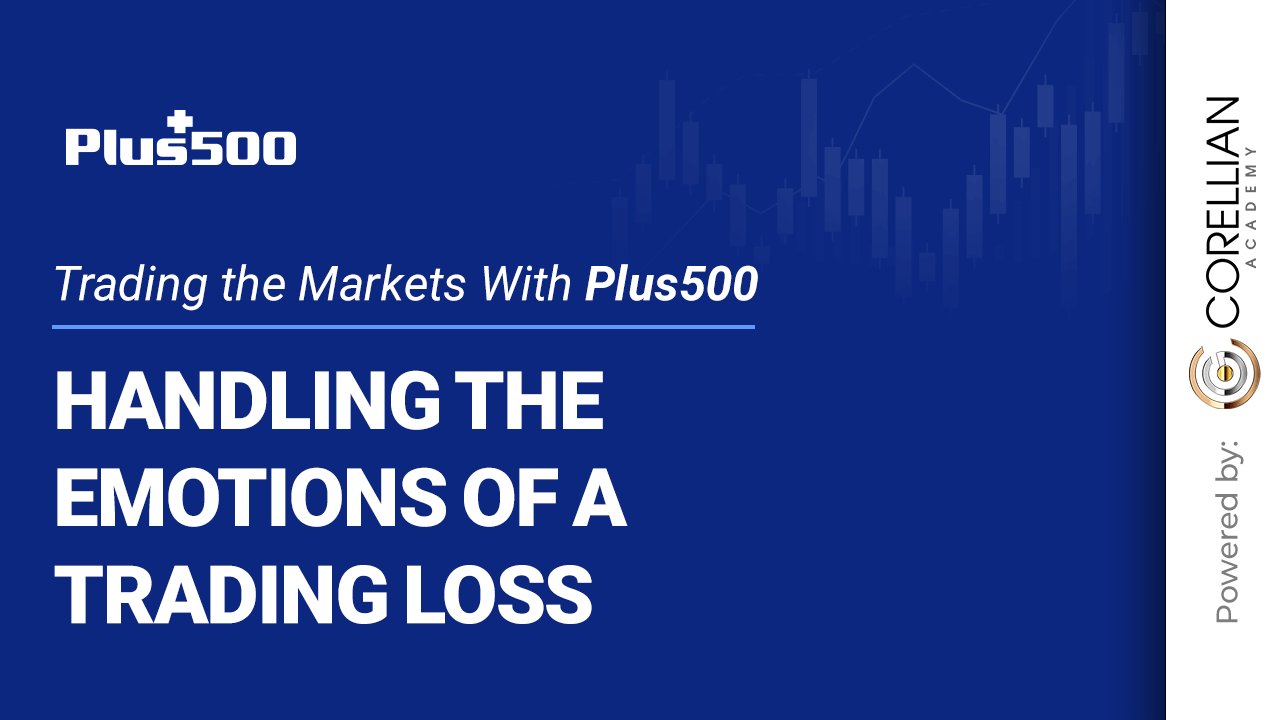 Plus500
Trading the Markets With Plus500
HANDLING THE
EMOTIONS OF A
TRADING LOSS
Powered by:
CORELLIAN
ACADEMY